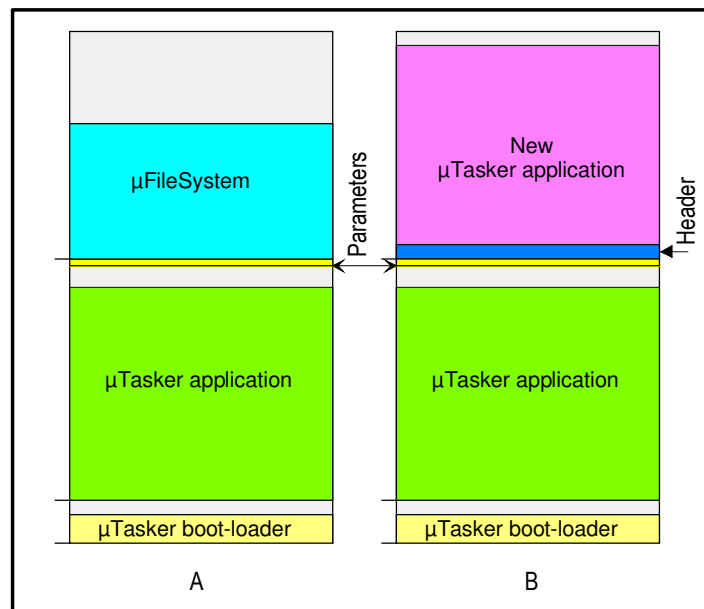 µFileSystem
Parameters
New
µTasker application
Header
µTasker application
µTasker application
µTasker boot-loader
µTasker boot-loader
A
B